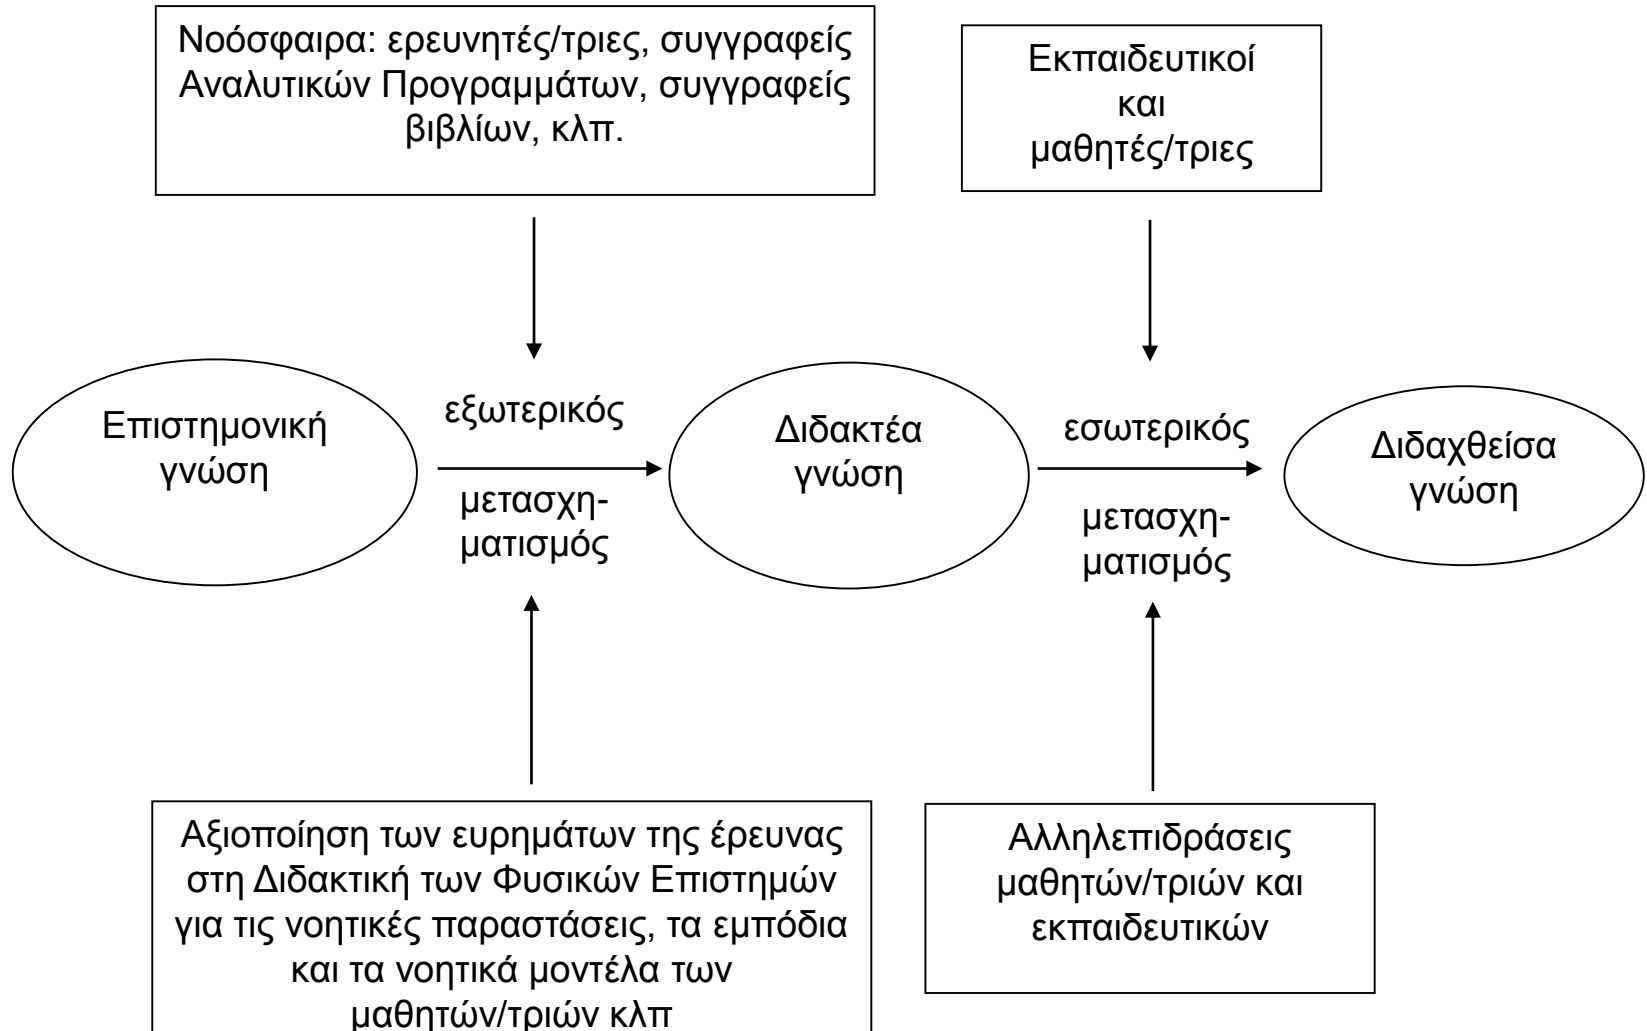 Νοόσφαιρα: ερευνητές/τριες, συγγραφείς
Αναλυτικών Προγραμμάτων, συγγραφείς
βιβλίων, κλπ.
Εκπαιδευτικοί
και
μαθητές/τριες
Επιστημονική
γνώση
εξωτερικός
μετασχη-
ματισμός
Διδακτέα
γνώση
εσωτερικός
μετασχη-
ματισμός
Διδαχθείσα
γνώση
Αξιοποίηση των ευρημάτων της έρευνας
στη Διδακτική των Φυσικών Επιστημών
για τις νοητικές παραστάσεις, τα εμπόδια
και τα νοητικά μοντέλα των
μαθητών/τριών κλπ
Αλληλεπιδράσεις
μαθητών/τριών και
εκπαιδευτικών